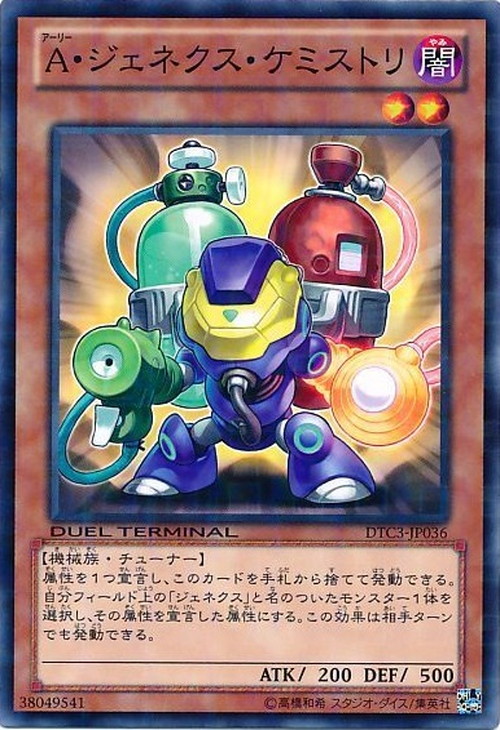 アーリー
A・ジェネクス・ケミストリ
やみ
闇
DUEL TERMINAL
DTC3-JP036
【機械族・チューナー】
属性を1つ宣言し、このカードを手札から捨てて発動できる。
自分フィールド上の「ジェネクス」と名のついたモンスター1体を
選択し、その属性を宣言した属性にする。この効果は相手ターン
でも発動できる。
ATK/ 200 DEF/ 500
38049541
©高橋和希 スタジオ・ダイス/集英社